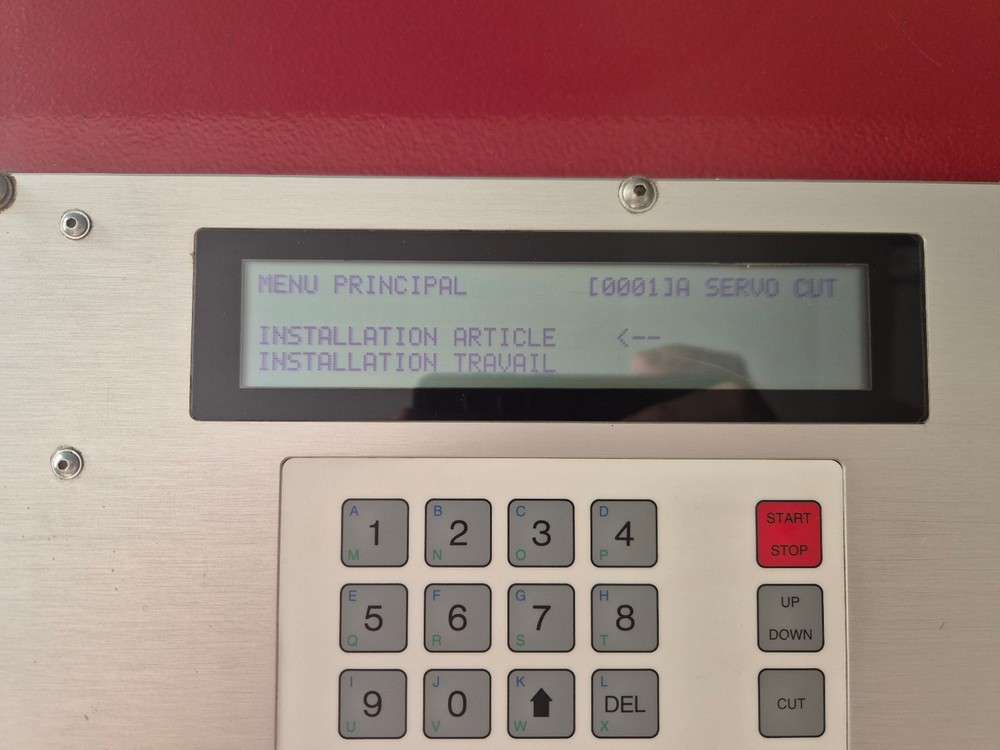 MENU PRINCIPAL [0001]A SERVO CUT
INSTALLATION ARTICLE <--
INSTALLATION TRAVAIL
A 1 M
B 2 N
C 3 O
D 4 P
START STOP
E 5 Q
F 6 R
G 7 S
H 8 T
UP DOWN
I 9 U
J 0 V
K W
L DEL X
CUT